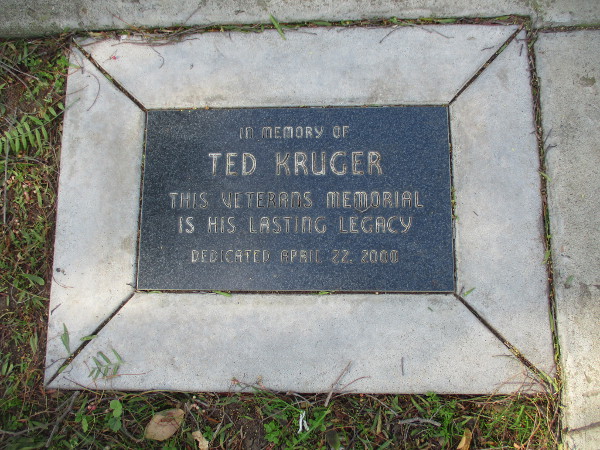 IN MEMORY OF
TED KRUGER
THIS VETERANS MEMORIAL
IS HIS LASTING LEGACY
DEDICATED APRIL 22, 2000